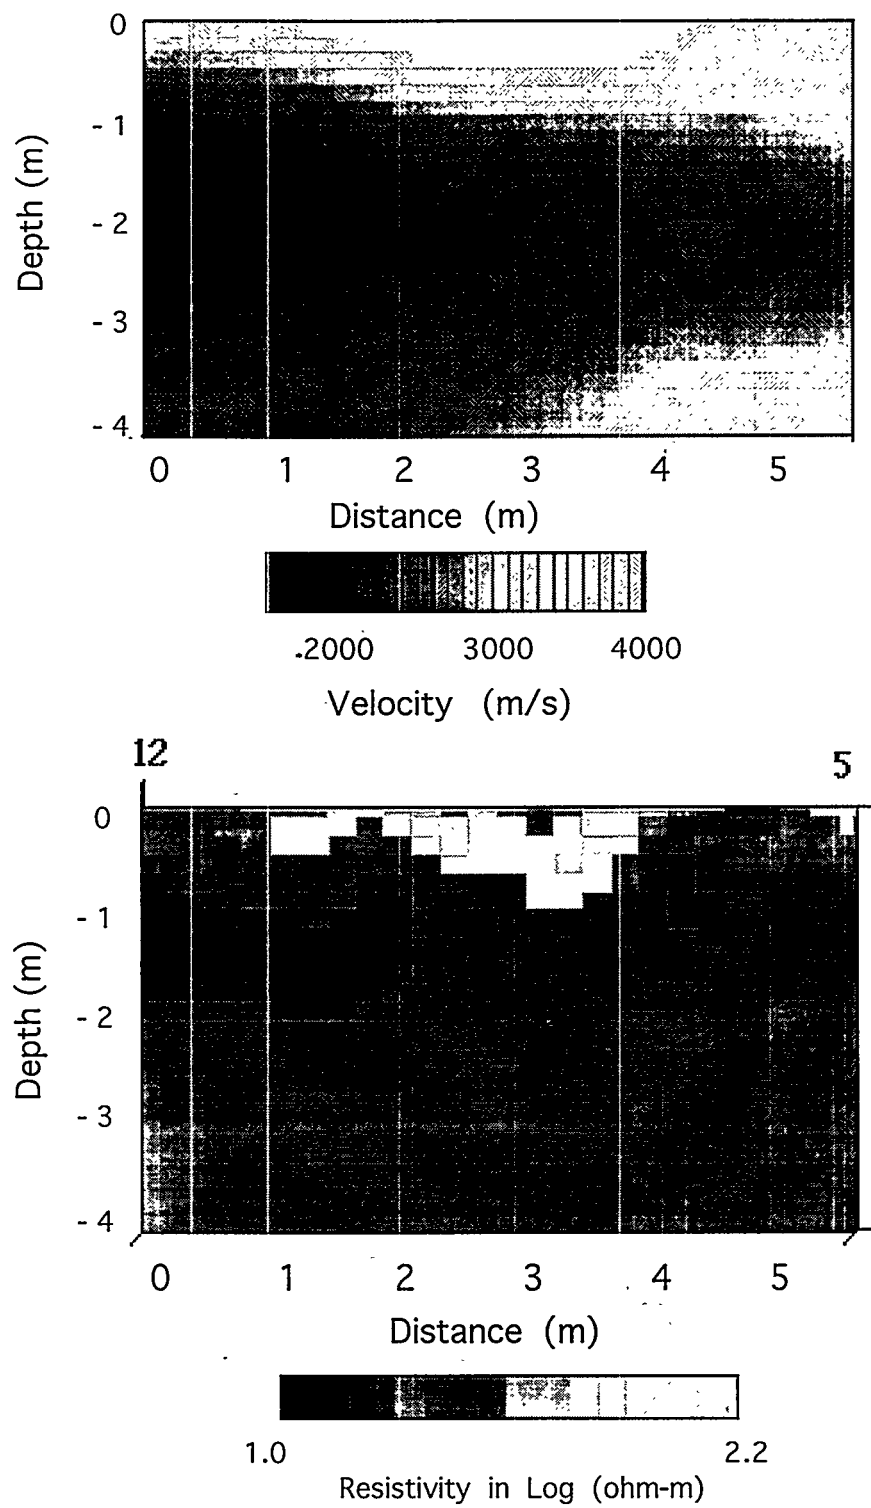 0
- 1
- 2
- 3
- 4
Depth (m)
0 1 2 3 4 5
Distance (m)
.2000 3000 4000
Velocity (m/s)
12 5
0
- 1
- 2
- 3
- 4
Depth (m)
0 1 2 3 4 5
Distance (m)
1.0 2.2
Resistivity in Log (ohm-m)